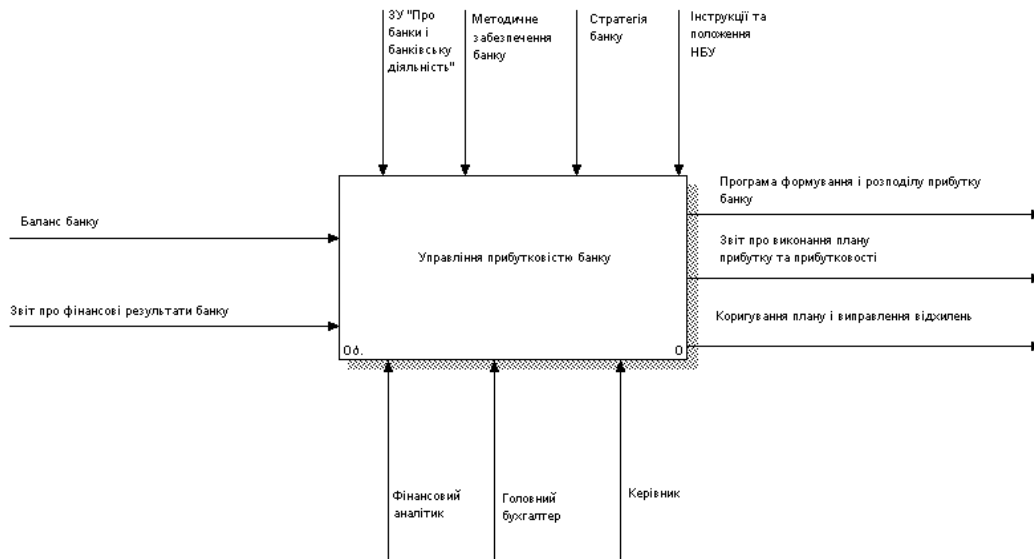 ЗУ "Про
банки і
банківську
діяльність"
Методичне
забезпечення
банку
Стратегія
банку
Інструкції та
положення
НБУ
Баланс банку
Звіт про фінансові результати банку
Управління прибутковістю банку
0д.
0
Програма формування і розподілу прибутку
банку
Звіт про виконання плану
прибутку та прибутковості
Коригування плану і виправлення відхилень
Фінансовий
аналітик
Головний
бухгалтер
Керівник